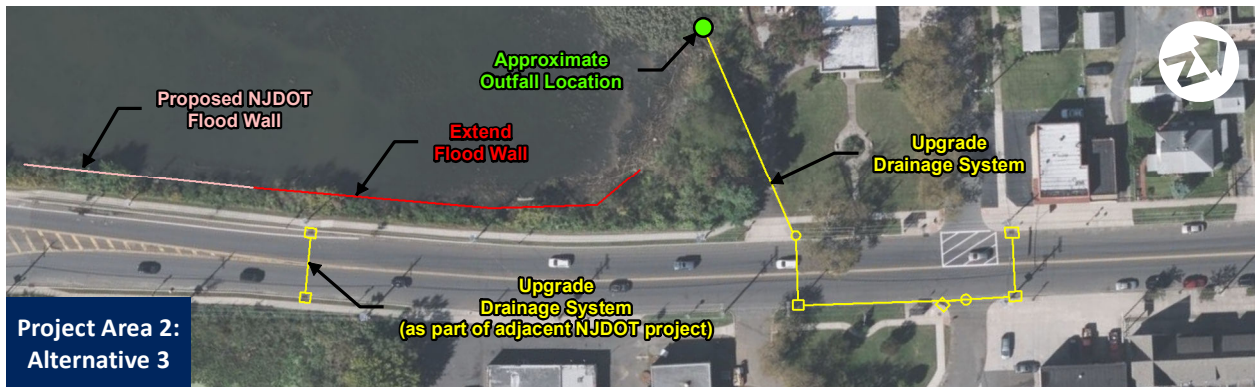 Approximate
Outfall Location
Proposed NJDOT
Flood Wall
Extend
Flood Wall
Upgrade
Drainage System
Upgrade
Drainage System
(as part of adjacent NJDOT project)
Project Area 2:
Alternative 3
N